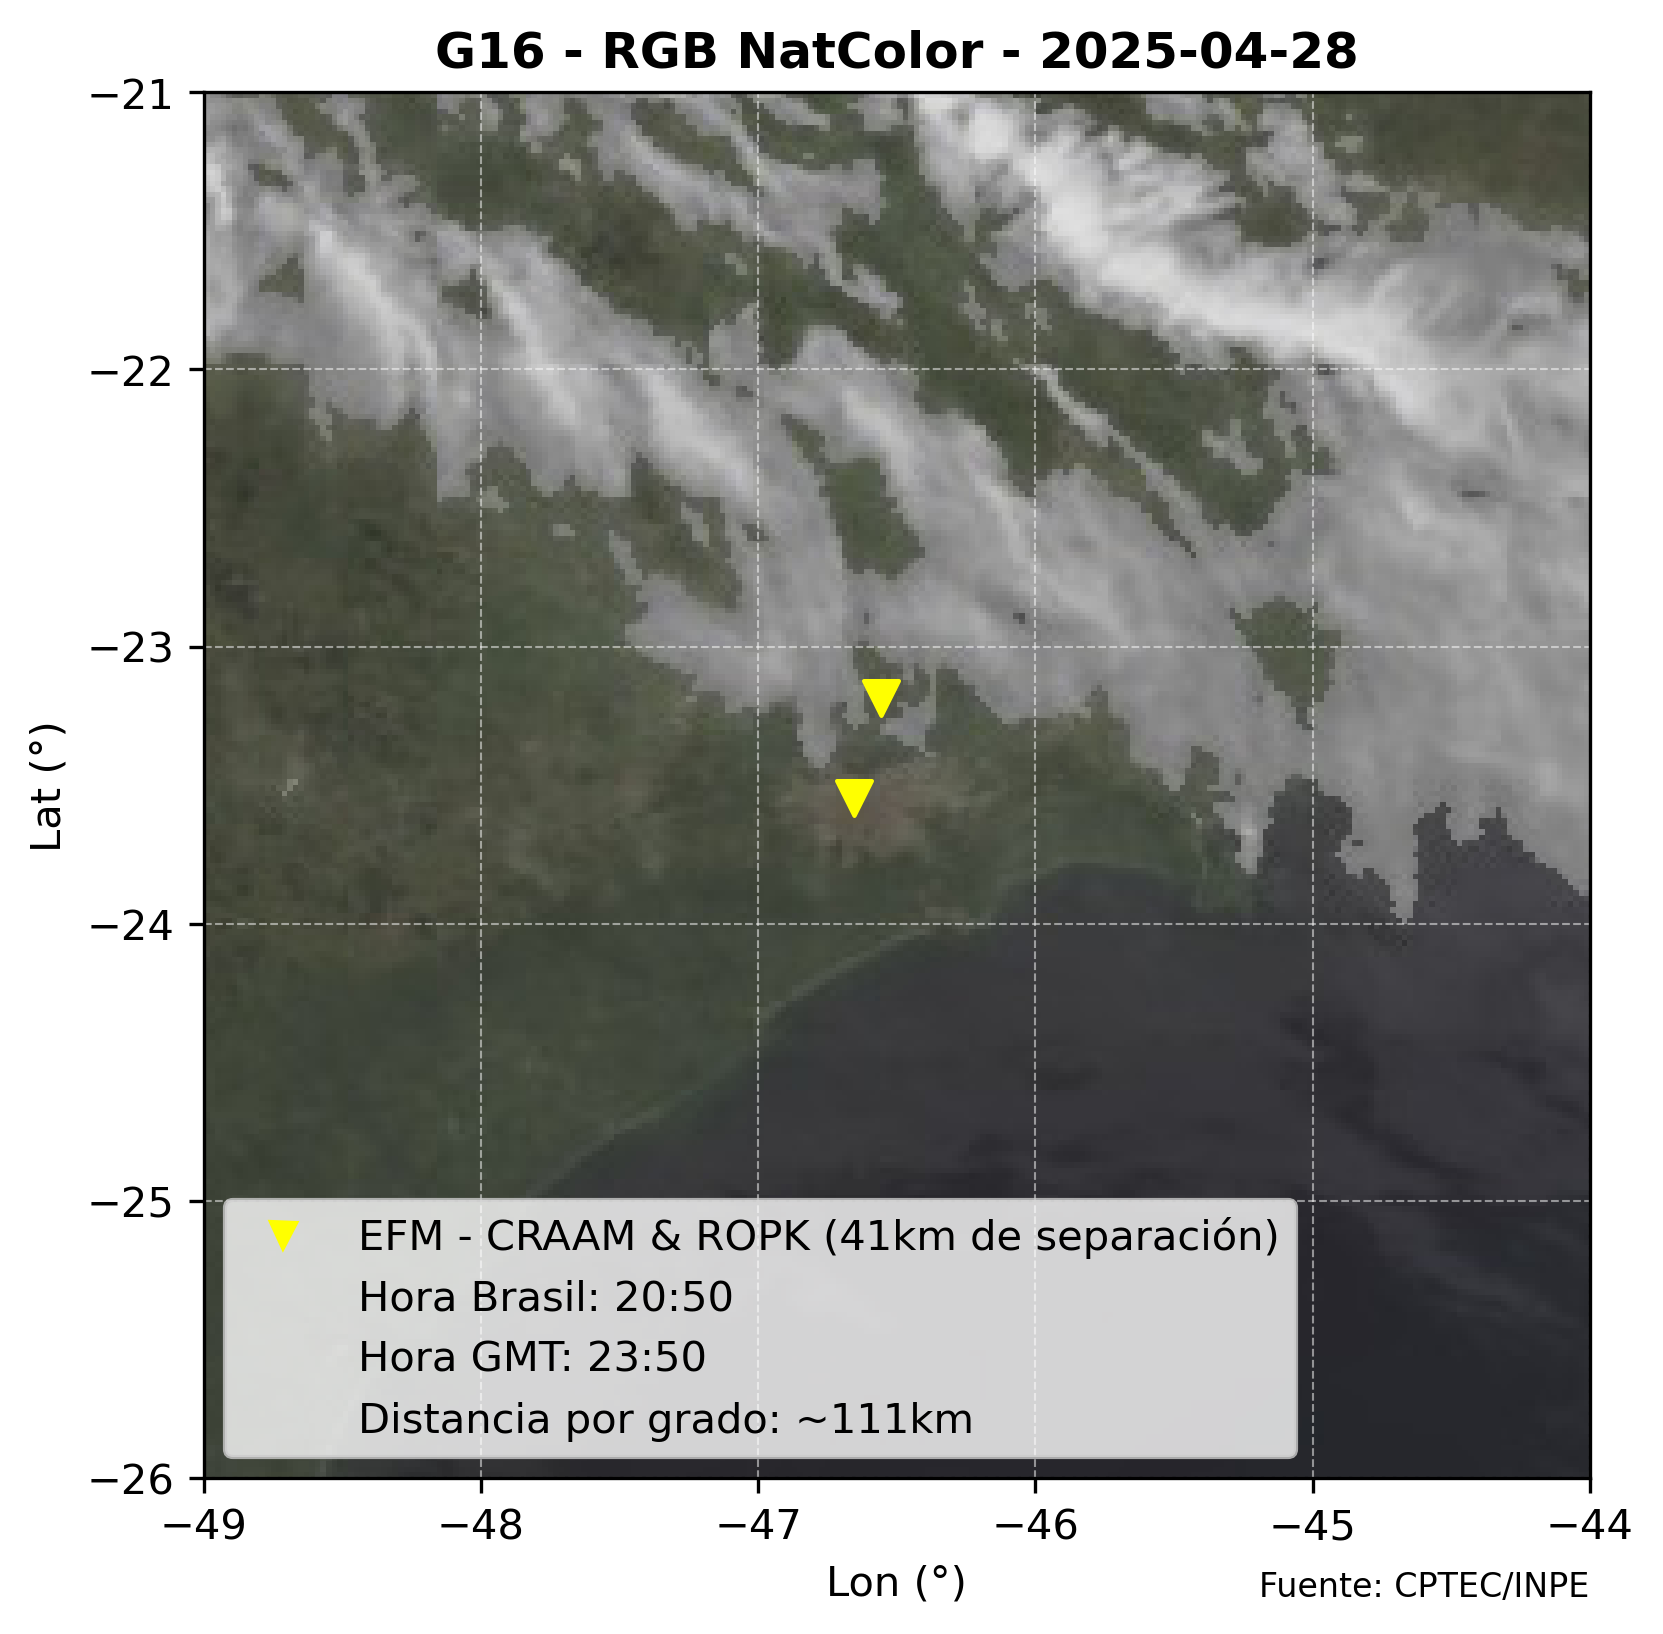 G16 - RGB NatColor - 2025-04-28
−21
−22
−23
−24
−25
−26
Lat (°)
EFM - CRAAM & ROPK (41km de separación)
Hora Brasil: 20:50
Hora GMT: 23:50
Distancia por grado: ~111km
−49 −48 −47 −46 −45 −44
Lon (°)
Fuente: CPTEC/INPE